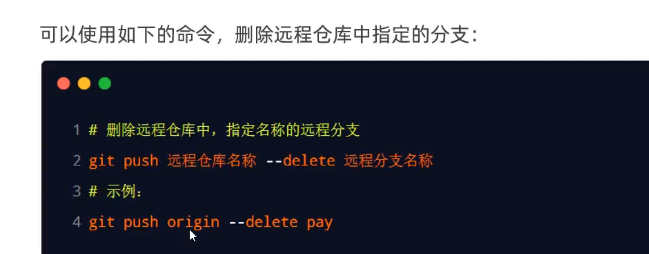 可以使用如下的命令，删除远程仓库中指定的分支：
1 # 删除远程仓库中，指定名称的远程分支
2 git push 远程仓库名称 --delete 远程分支名称
3 # 示例：
4 git push origin --delete pay